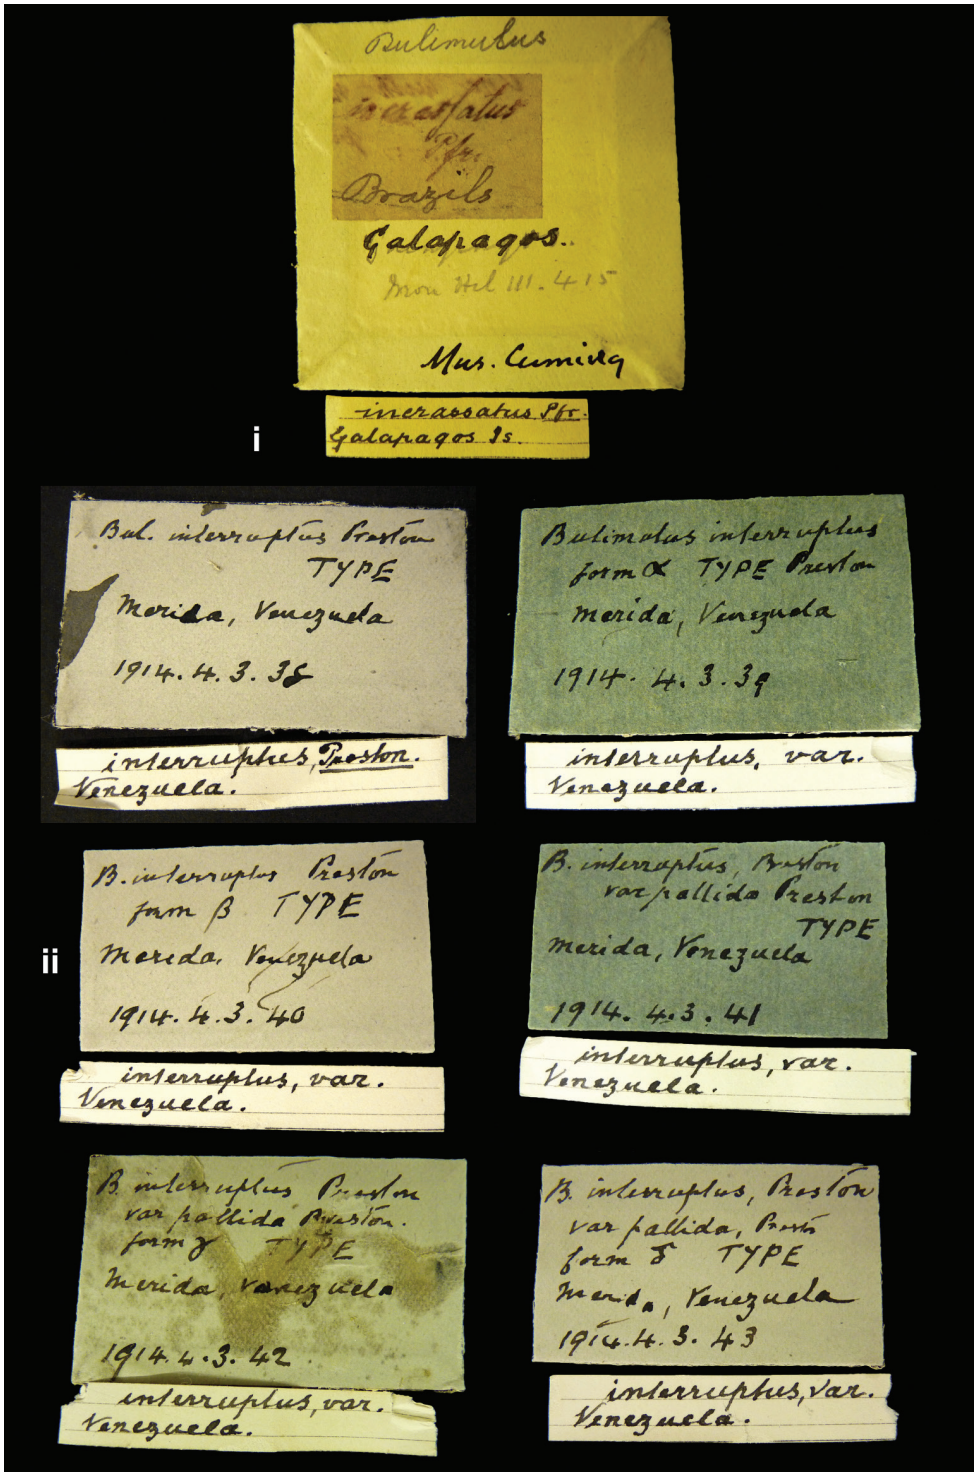 Bulimulus
incrassatus
Pfr.
Brazils
Galapagos.
Mon Hel III. 415
Mus. Cuming
incrassatus Pfr.
Galapagos Is.
i
Bul. interruptus Preston
TYPE
Merida, Venezuela
1914. 4. 3. 38
interruptus, Preston.
Venezuela.
Bulimulus interruptus
form α TYPE Preston
Merida, Venezuela
1914. 4. 3. 39
interruptus, var.
Venezuela.
ii
B. interruptus Preston
form β TYPE
Merida, Venezuela
1914. 4. 3. 40
interruptus, var.
Venezuela.
B. interruptus, Preston
var pallida Preston
TYPE
Merida, Venezuela
1914. 4.3. 41
interruptus, var.
Venezuela.
B. interruptus Preston
var pallida Preston.
form γ TYPE
Merida, Venezuela
1914. 4. 3. 42
interruptus, var.
Venezuela.
B. interruptus, Preston
var pallida, Prest
form δ TYPE
Merida, Venezuela
1914. 4. 3. 43
interruptus, var.
Venezuela.